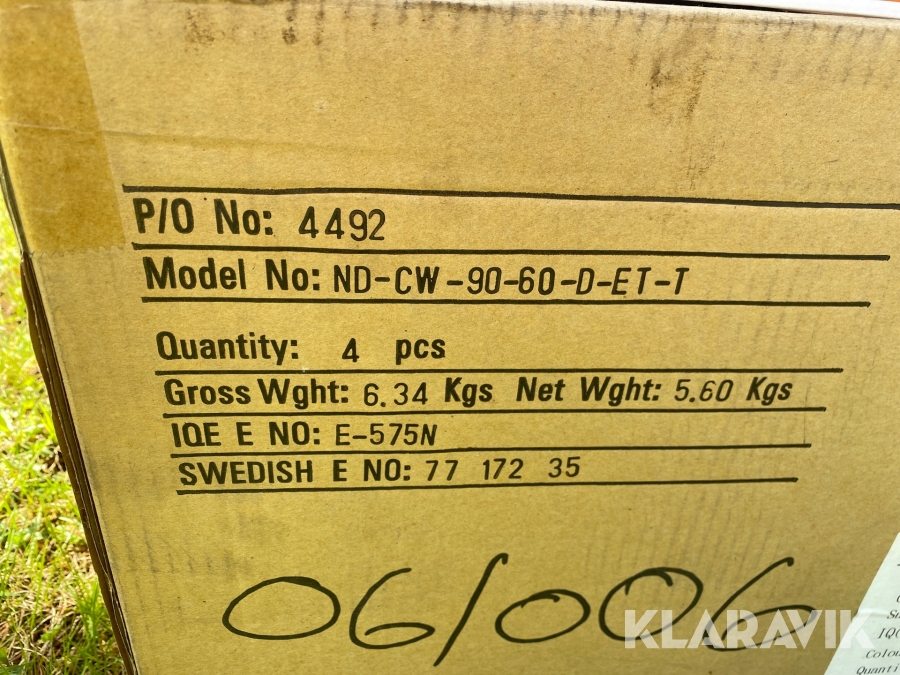 P/O No: 4492
Model No: ND-CW-90-60-D-ET-T
Quantity: 4 pcs
Gross Wght: 6.34 Kgs Net Wght: 5.60 Kgs
IQE E NO: E-575N
SWEDISH E NO: 77 172 35
06/006
KLARAVIK